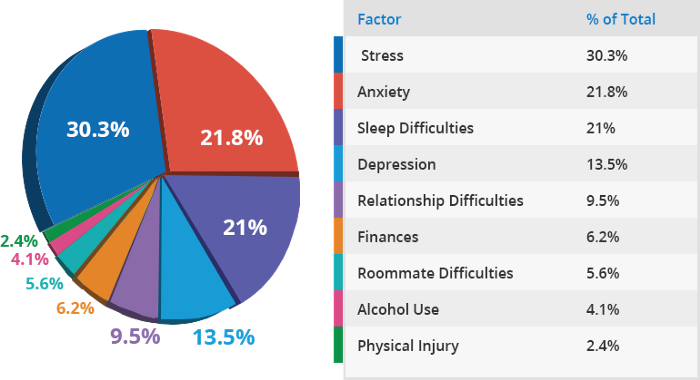 30.3%
21.8%
21%
13.5%
9.5%
6.2%
5.6%
4.1%
2.4%
Factor % of Total
Stress 30.3%
Anxiety 21.8%
Sleep Difficulties 21%
Depression 13.5%
Relationship Difficulties 9.5%
Finances 6.2%
Roommate Difficulties 5.6%
Alcohol Use 4.1%
Physical Injury 2.4%